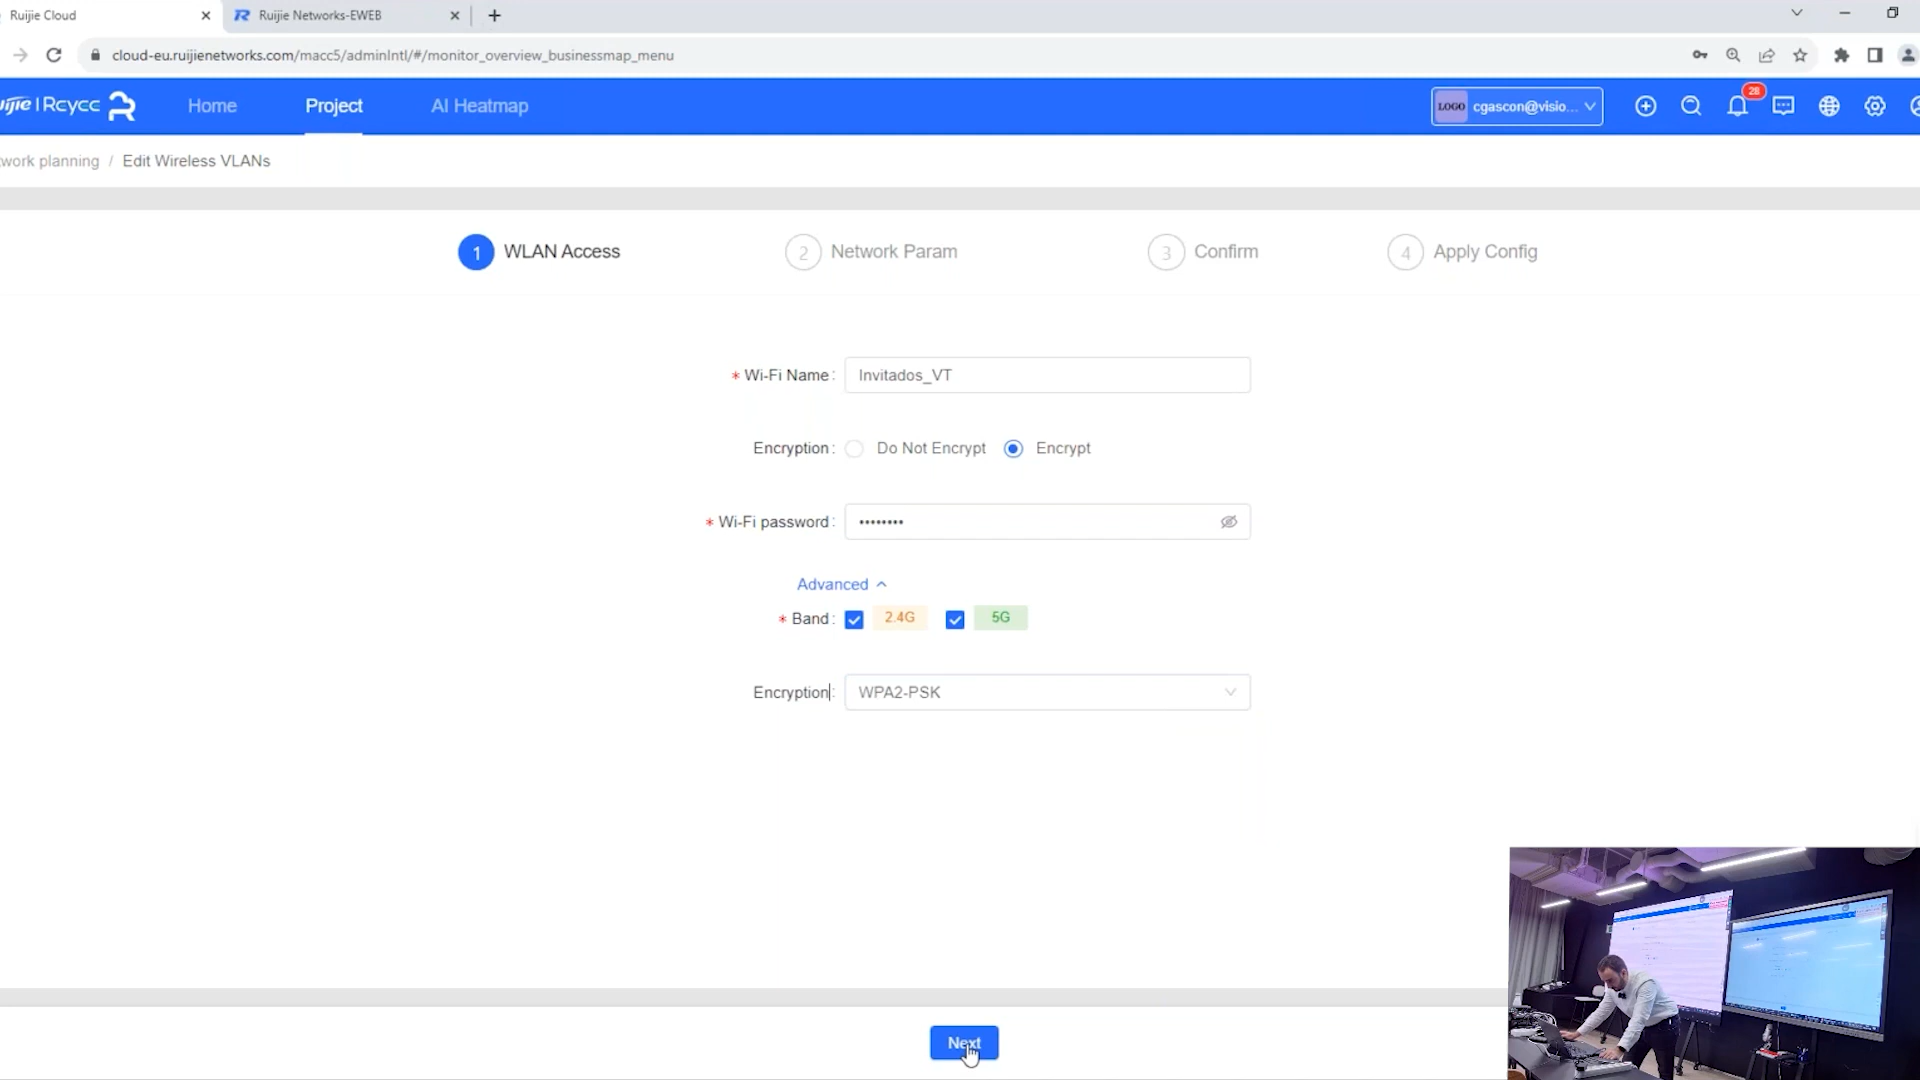 Ruijie Cloud
Ruijie Networks-EWEB
cloud-eu.ruijienetworks.com/macc5/adminIntl/#/monitor_overview_businessmap_menu
uijie | Rcycc
Home
Project
AI Heatmap
LOGO cgascon@visio...
28
work planning / Edit Wireless VLANs
1 WLAN Access
2 Network Param
3 Confirm
4 Apply Config
* Wi-Fi Name: Invitados_VT
Encryption: Do Not Encrypt Encrypt
* Wi-Fi password: ••••••••
Advanced
* Band: 2.4G 5G
Encryption: WPA2-PSK
Next